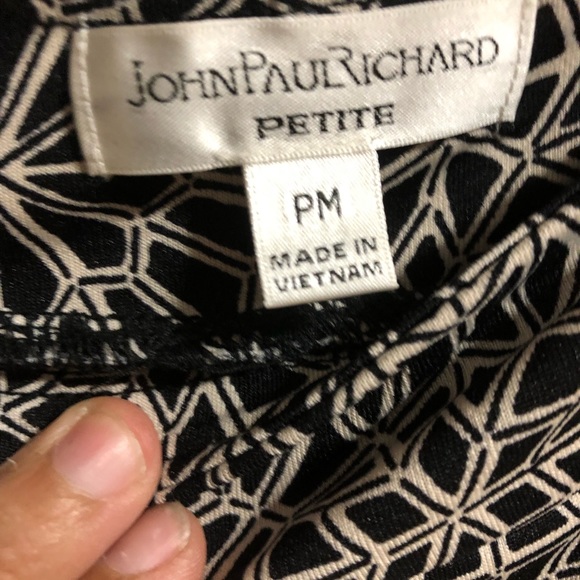 JOHNPAULRICHARD
PETITE
PM
MADE IN
VIETNAM